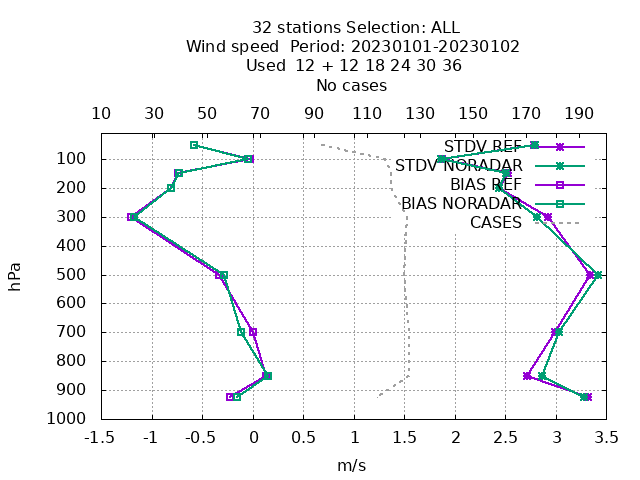 32 stations Selection: ALL
Wind speed  Period: 20230101-20230102
Used  12 + 12 18 24 30 36
No cases
10 30 50 70 90 110 130 150 170 190
STDV REF
100
STDV NORADAR
BIAS REF
200
BIAS NORADAR
300
CASES
400
500
600
700
800
900
1000
hPa
-1.5 -1 -0.5 0 0.5 1 1.5 2 2.5 3 3.5
m/s